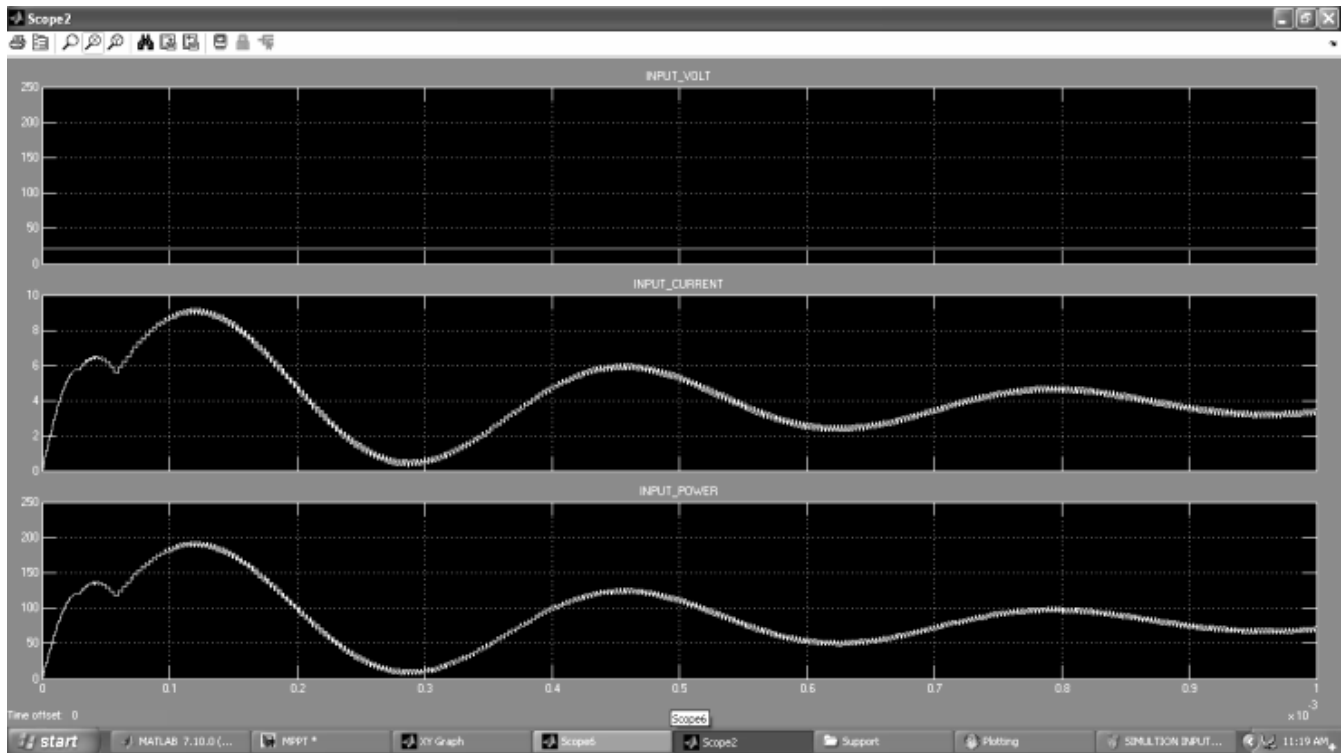 Scope2
INPUT_VOLT
250
200
150
100
50
0
INPUT_CURRENT
10
8
6
4
2
0
INPUT_POWER
250
200
150
100
50
0
0 0.1 0.2 0.3 0.4 0.5 0.6 0.7 0.8 0.9 1
x 10 -3
Time offset: 0
Scope6
start MATLAB 7.10.0 (... MPPT * XY Graph Scope6 Scope2 Support Plotting SIMULTION INPUT... 11:19 AM